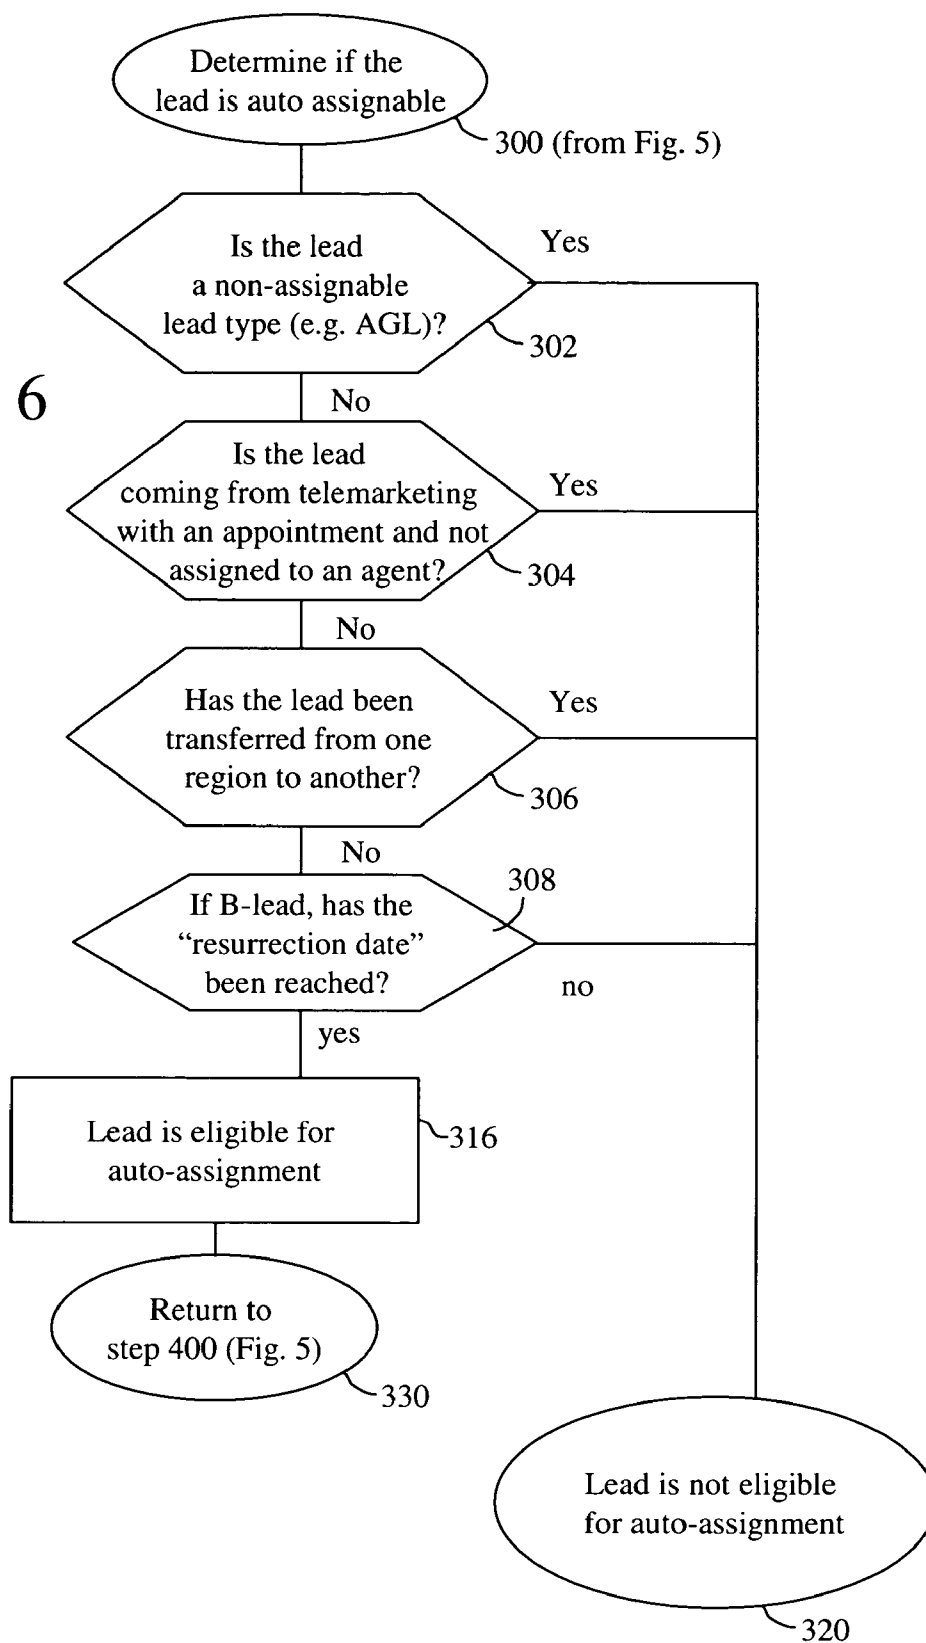 Determine if the
lead is auto assignable
300 (from Fig. 5)
Is the lead
a non-assignable
lead type (e.g. AGL)?
Yes
302
6
No
Is the lead
coming from telemarketing
with an appointment and not
assigned to an agent?
Yes
304
No
Has the lead been
transferred from one
region to another?
Yes
306
No
308
If B-lead, has the
“resurrection date”
been reached?
no
yes
Lead is eligible for
auto-assignment
316
Return to
step 400 (Fig. 5)
330
Lead is not eligible
for auto-assignment
320